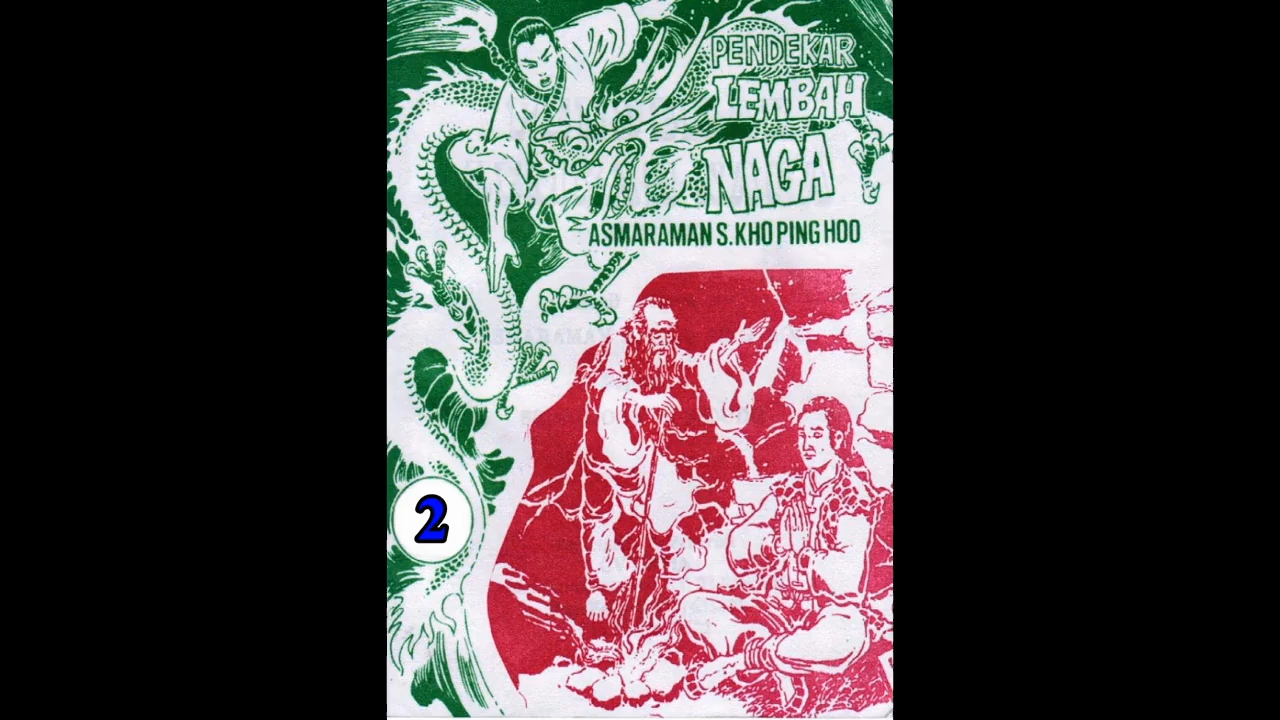 PENDEKAR
LEMBAH
NAGA
ASMARAMAN S. KHO PING HOO
2